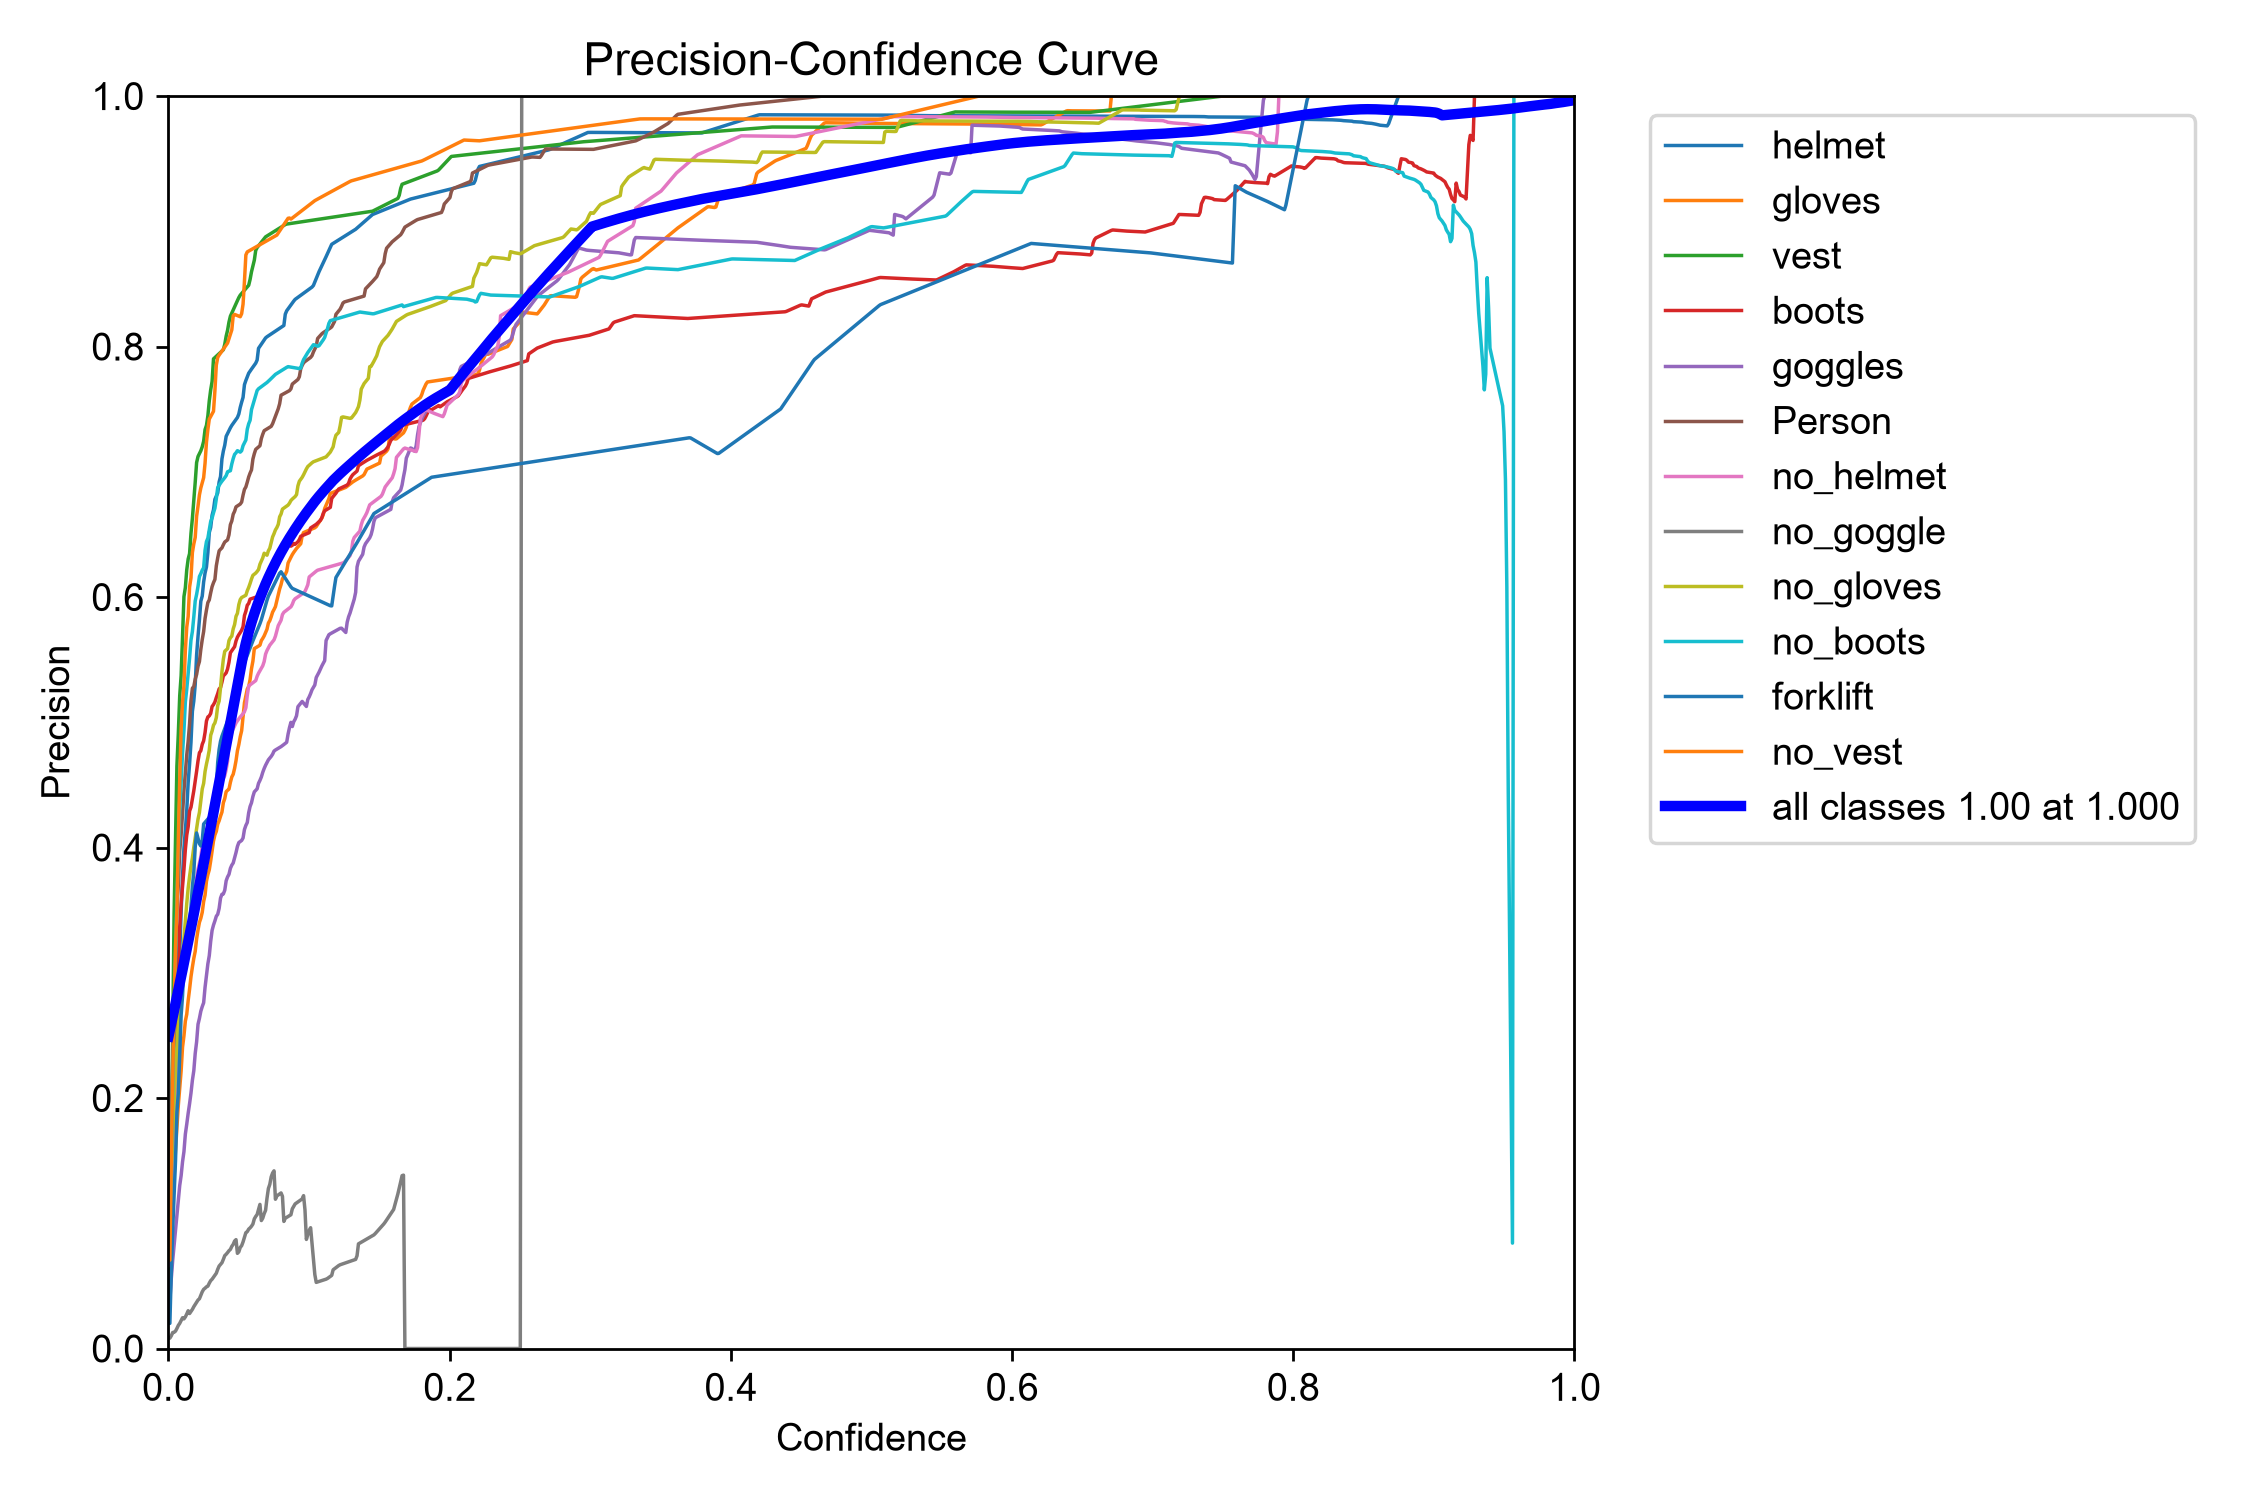 Precision-Confidence Curve
1.0
0.8
0.6
0.4
0.2
0.0
Precision
0.0 0.2 0.4 0.6 0.8 1.0
Confidence
helmet
gloves
vest
boots
goggles
Person
no_helmet
no_goggle
no_gloves
no_boots
forklift
no_vest
all classes 1.00 at 1.000